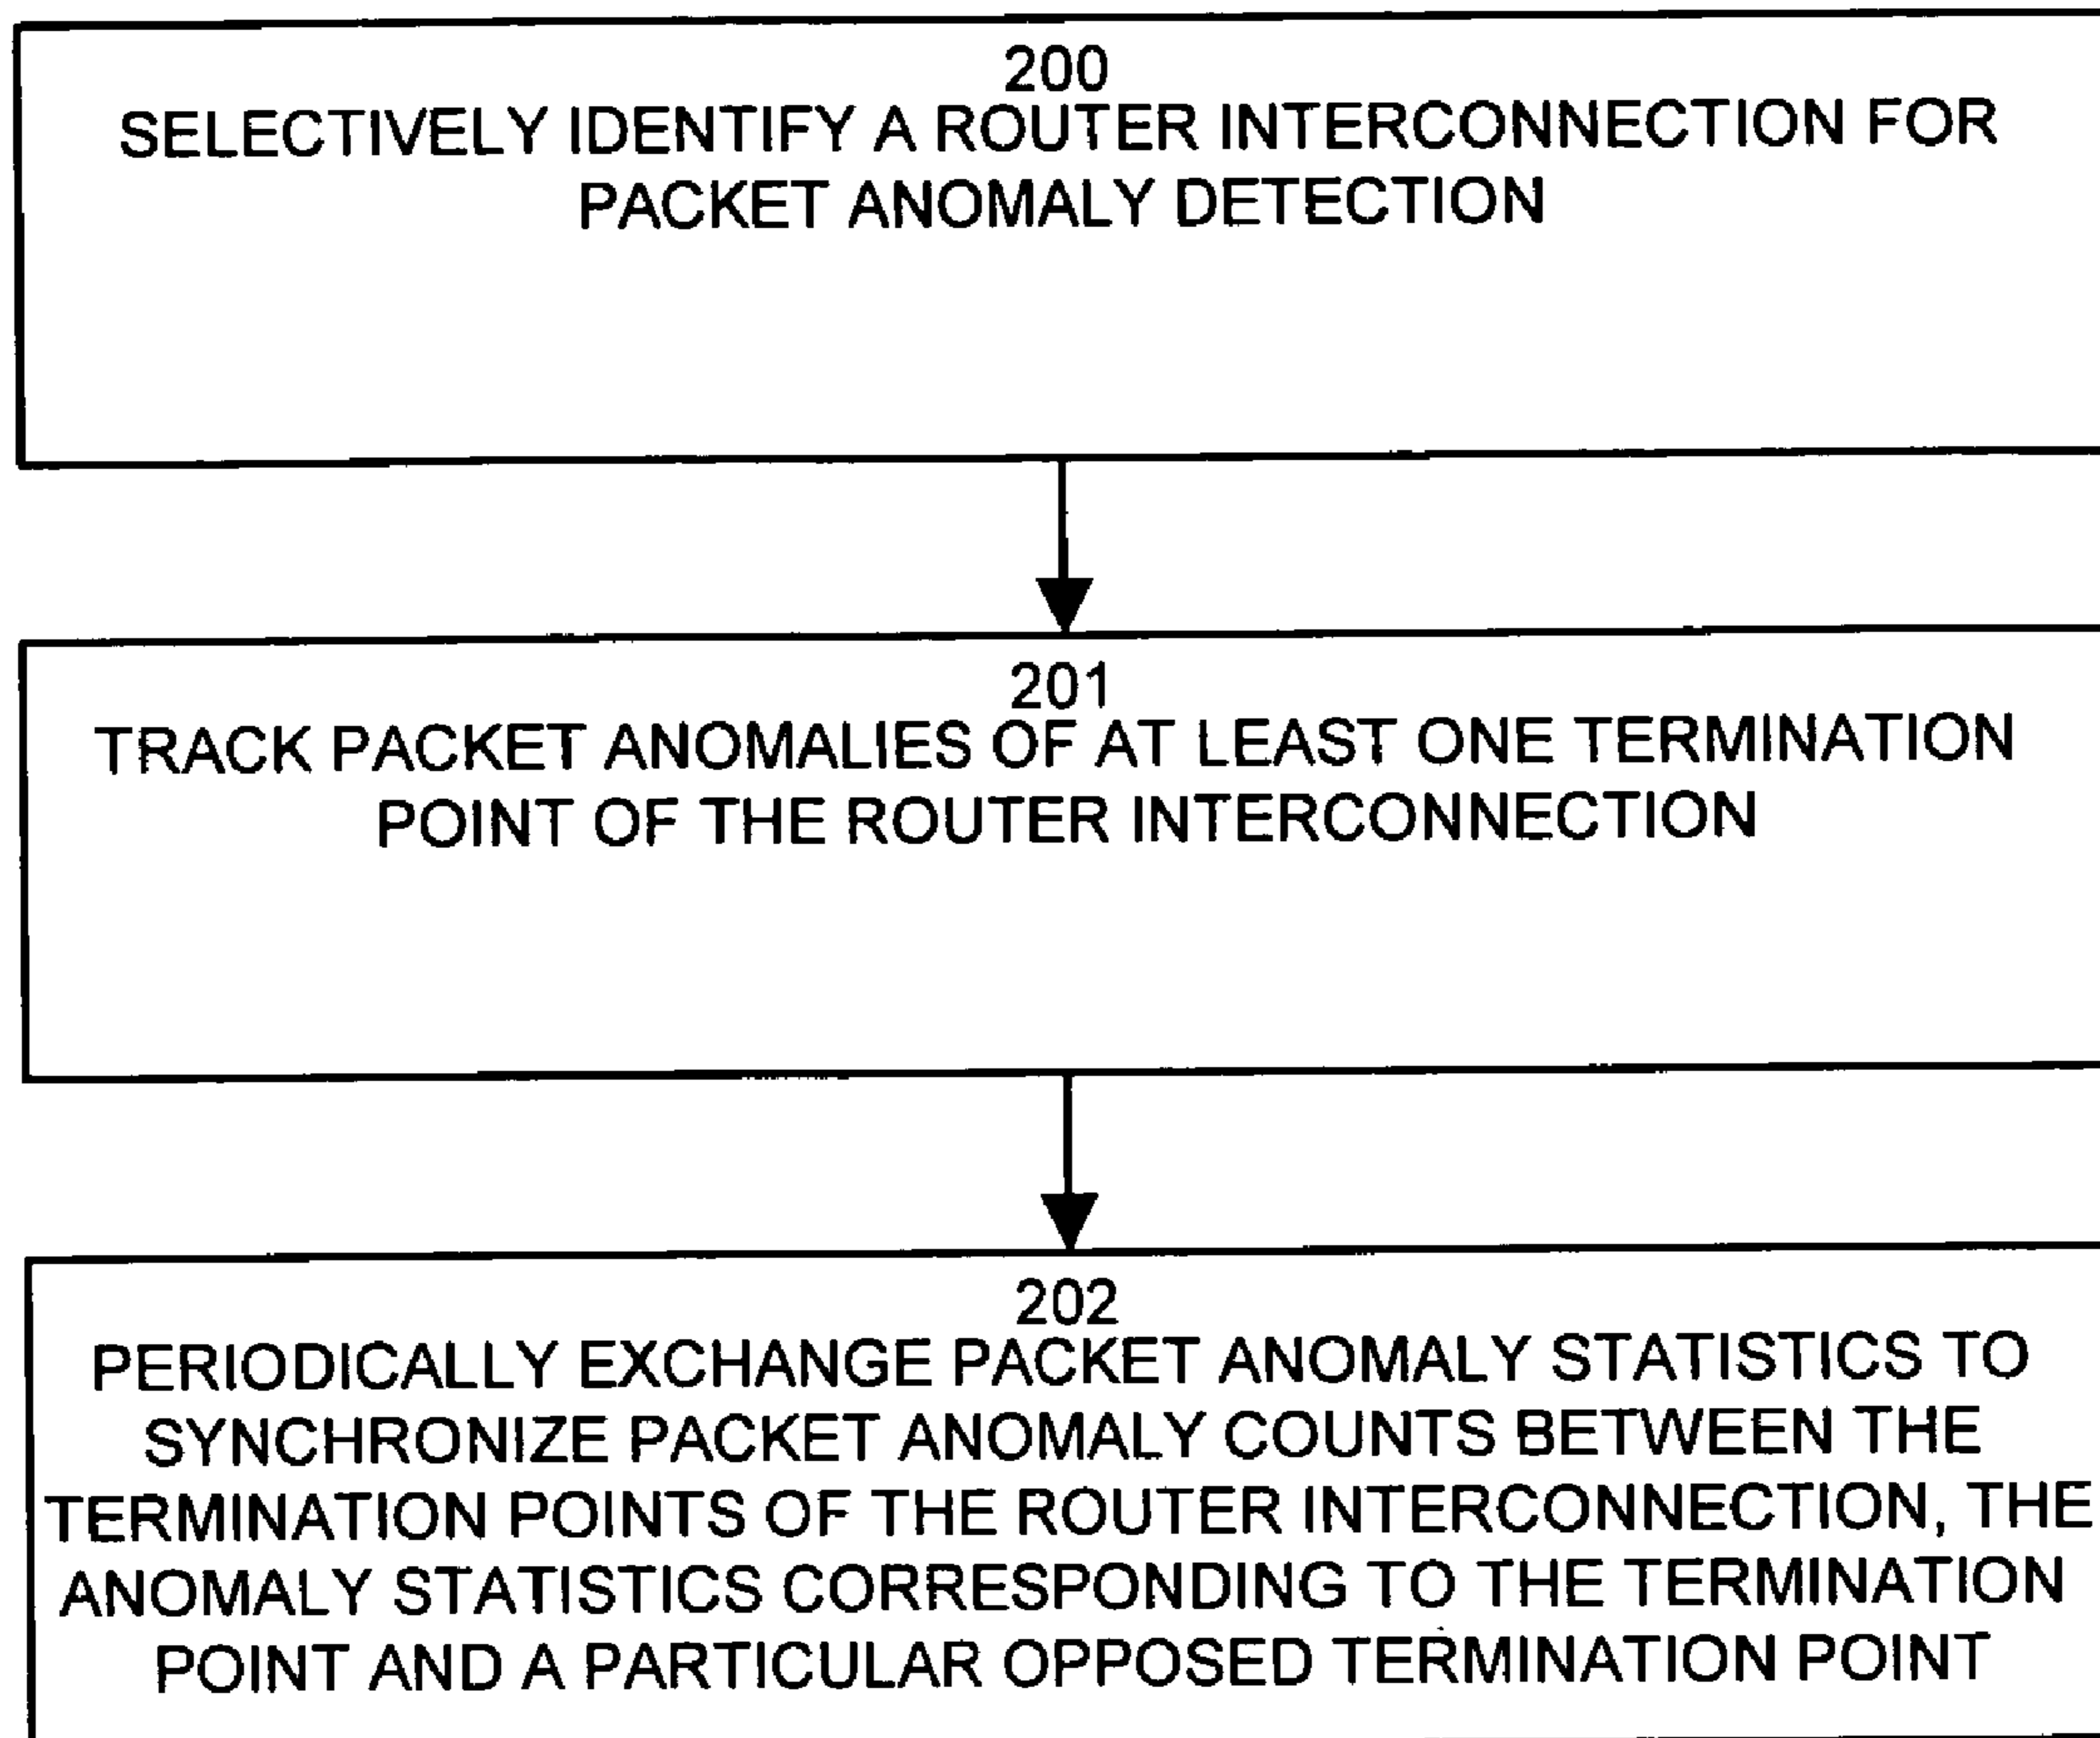 200
SELECTIVELY IDENTIFY A ROUTER INTERCONNECTION FOR
PACKET ANOMALY DETECTION
201
TRACK PACKET ANOMALIES OF AT LEAST ONE TERMINATION
POINT OF THE ROUTER INTERCONNECTION
202
PERIODICALLY EXCHANGE PACKET ANOMALY STATISTICS TO
SYNCHRONIZE PACKET ANOMALY COUNTS BETWEEN THE
TERMINATION POINTS OF THE ROUTER INTERCONNECTION, THE
ANOMALY STATISTICS CORRESPONDING TO THE TERMINATION
POINT AND A PARTICULAR OPPOSED TERMINATION POINT